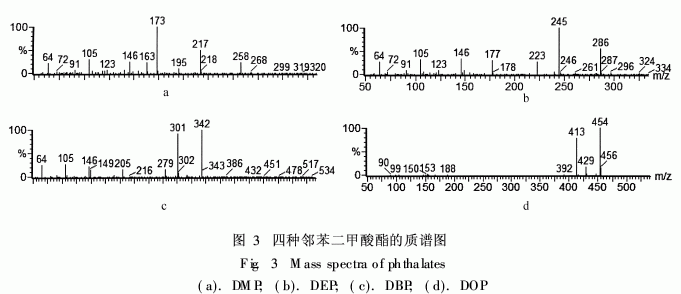 173
100
%
0
64 72 91 105 123 146 163 195 217 218 258 268 299 319320
a
245
100
%
0
64 72 91 105 123 146 177 178 223 246 261 286 287 296 324 334
50 100 150 200 250 300 m/z
b
342
301
100
%
0
64 105 146 149 205 216 279 302 343 386 432 451 478 517 534
c
454
413
100
%
0
90 99 150 153 188 392 429 456
50 100 150 200 250 300 350 400 450 500 m/z
d
图 3 四种邻苯二甲酸酯的质谱图
Fig. 3 Mass spectra of phthalates
(a). DMP; (b). DEP; (c). DBP; (d). DOP